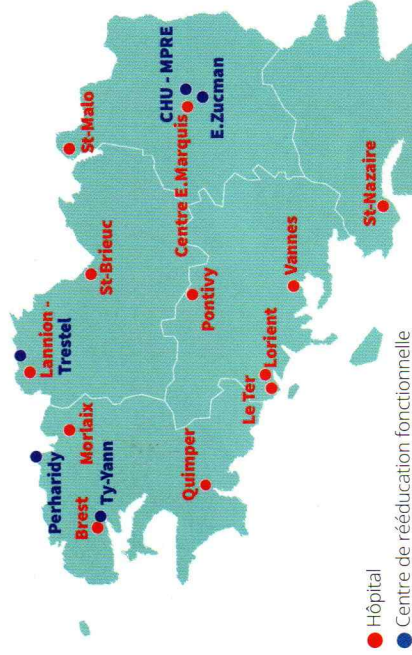 St-Malo
CHU - MPRE
Centre E.Marquis
E.Zucman
St-Brieuc
Lannion -
Trestel
Perharidy
Morlaix
Brest
Ty-Yann
Pontivy
Quimper
Le Ter
Lorient
Vannes
St-Nazaire
Hôpital
Centre de rééducation fonctionnelle